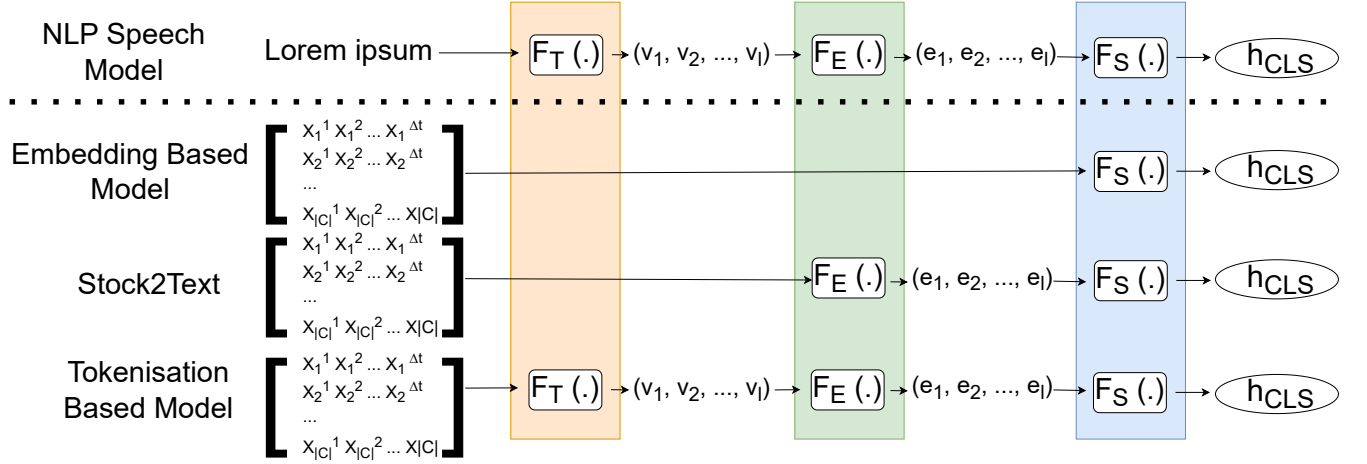 NLP Speech Model Lorem ipsum F_T (.) (v_1, v_2, ..., v_l) F_E (.) (e_1, e_2, ..., e_l) F_S (.) h_CLS
Embedding Based Model
X_1^1 X_1^2 ... X_1^Δt
X_2^1 X_2^2 ... X_2^Δt
...
X_|C|^1 X_|C|^2 ... X|C|
F_S (.) h_CLS
Stock2Text
X_1^1 X_1^2 ... X_1^Δt
X_2^1 X_2^2 ... X_2^Δt
...
X_|C|^1 X_|C|^2 ... X|C|
F_E (.) (e_1, e_2, ..., e_l) F_S (.) h_CLS
Tokenisation Based Model
X_1^1 X_1^2 ... X_1^Δt
X_2^1 X_2^2 ... X_2^Δt
...
X_|C|^1 X_|C|^2 ... X|C|
F_T (.) (v_1, v_2, ..., v_l) F_E (.) (e_1, e_2, ..., e_l) F_S (.) h_CLS